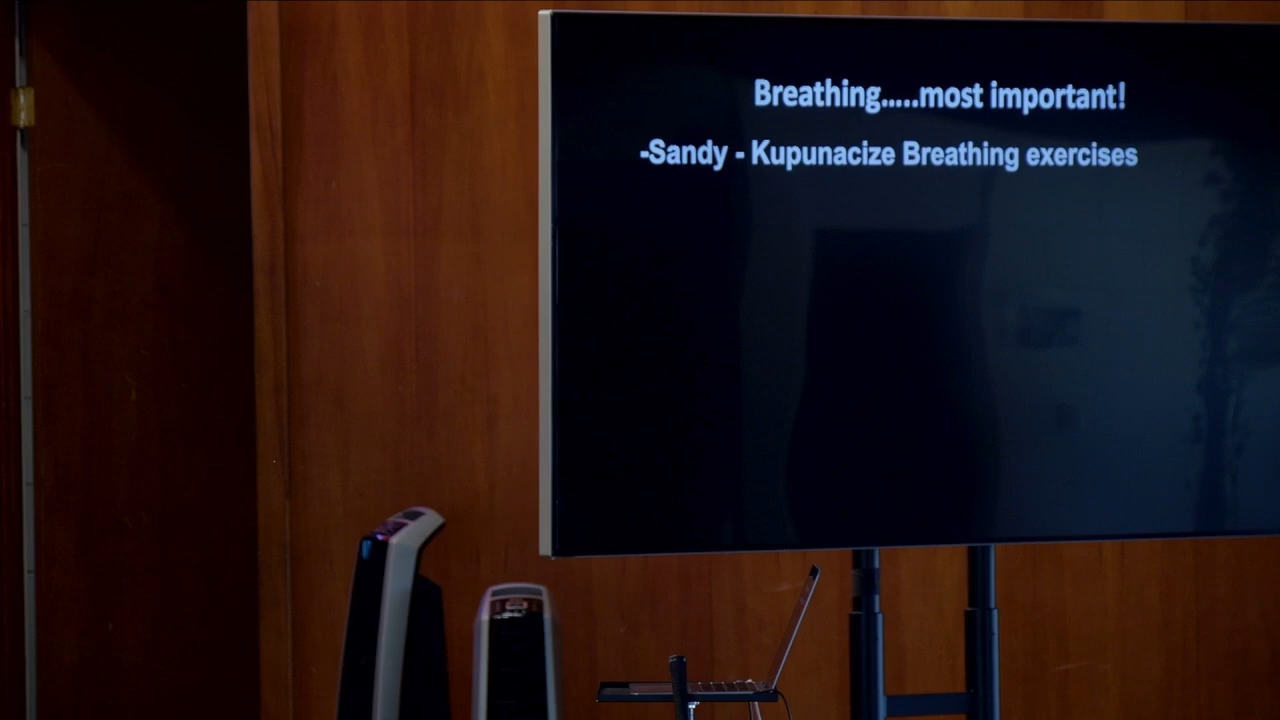 Breathing.....most important!
-Sandy - Kupunacize Breathing exercises